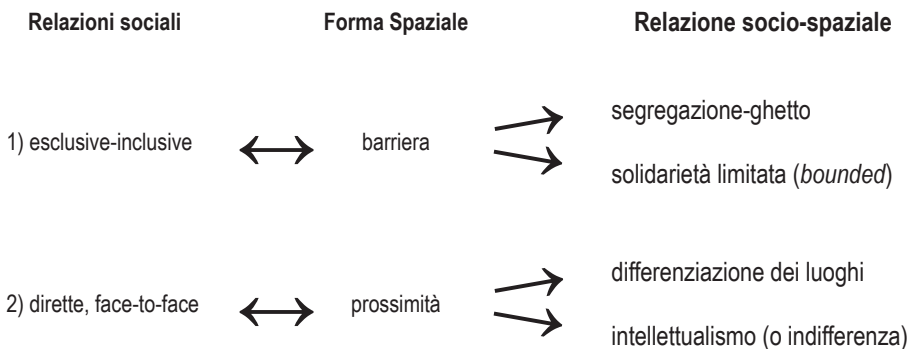 Relazioni sociali Forma Spaziale Relazione socio-spaziale
segregazione-ghetto
1) esclusive-inclusive barriera
solidarietà limitata (bounded)
differenziazione dei luoghi
2) dirette, face-to-face prossimità
intellettualismo (o indifferenza)